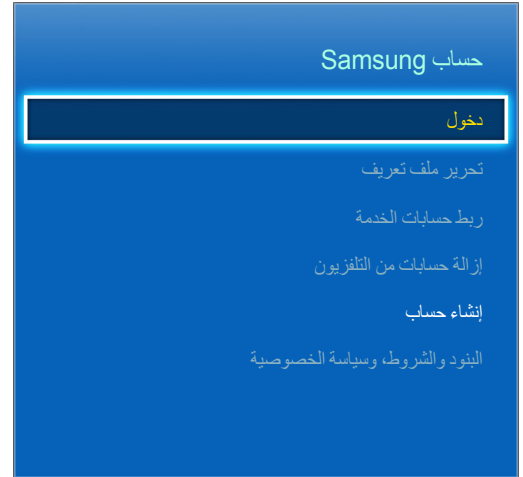 حساب Samsung
دخول
تحرير ملف تعريف
ربط حسابات الخدمة
إزالة حسابات من التلفزيون
إنشاء حساب
البنود والشروط، وسياسة الخصوصية